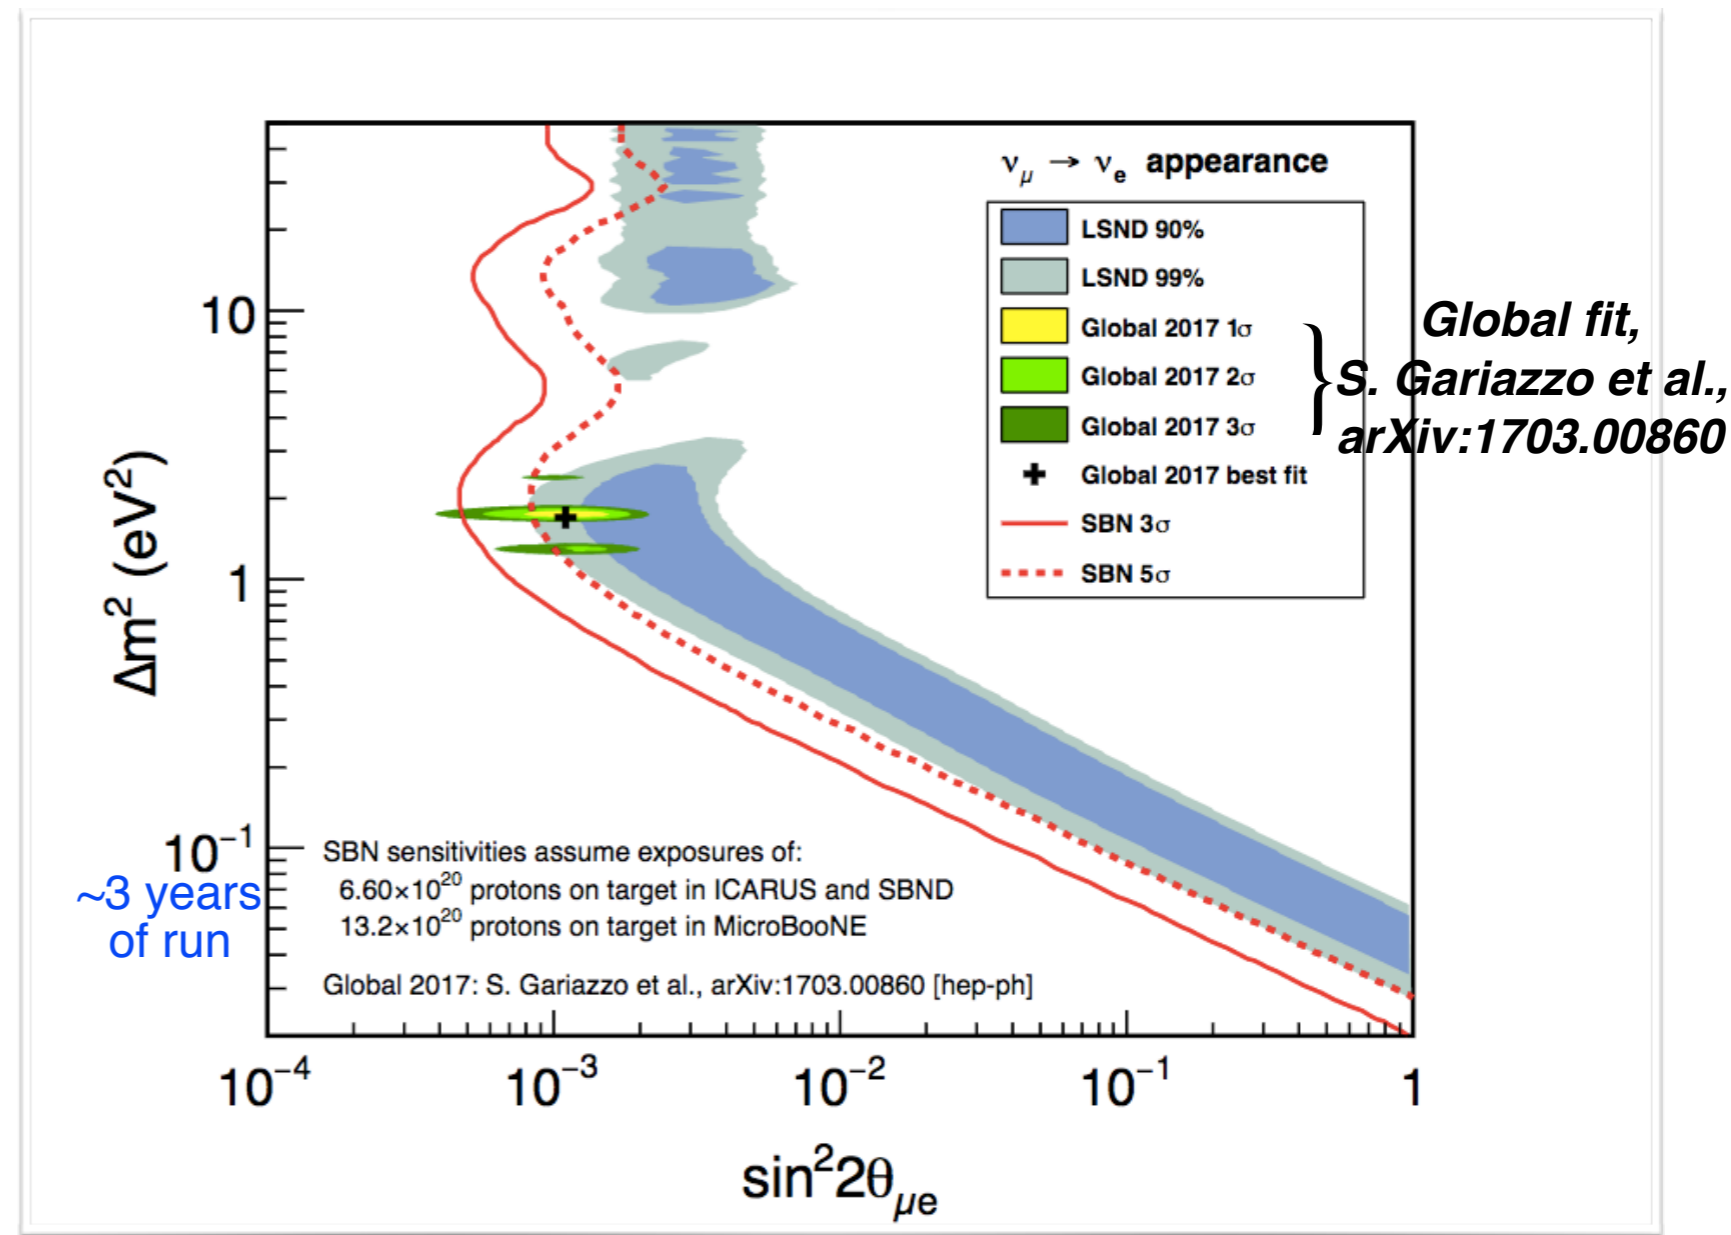 ν_μ → ν_e appearance
LSND 90%
LSND 99%
Global 2017 1σ
Global 2017 2σ
Global 2017 3σ
Global 2017 best fit
SBN 3σ
SBN 5σ
Global fit,
S. Gariazzo et al.,
arXiv:1703.00860
Δm² (eV²)
10
1
10⁻¹
~3 years
of run
SBN sensitivities assume exposures of:
6.60×10²⁰ protons on target in ICARUS and SBND
13.2×10²⁰ protons on target in MicroBooNE
Global 2017: S. Gariazzo et al., arXiv:1703.00860 [hep-ph]
10⁻⁴ 10⁻³ 10⁻² 10⁻¹ 1
sin²2θ_μe